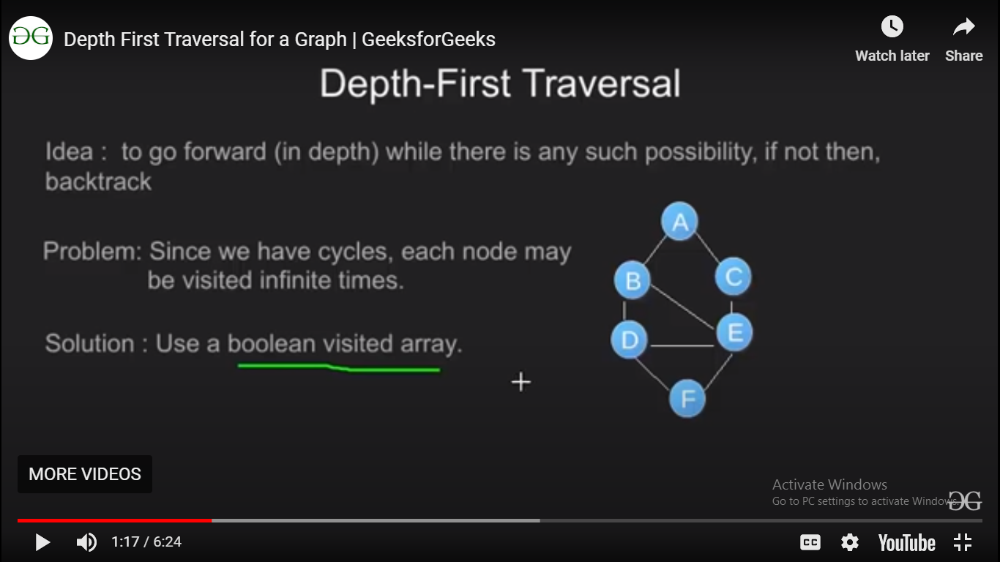 Depth First Traversal for a Graph | GeeksforGeeks
Watch later
Share
Depth-First Traversal
Idea : to go forward (in depth) while there is any such possibility, if not then,
backtrack
Problem: Since we have cycles, each node may
be visited infinite times.
Solution : Use a boolean visited array.
A
B
C
D
E
F
MORE VIDEOS
Activate Windows
Go to PC settings to activate Windows.
1:17 / 6:24
CC
YouTube